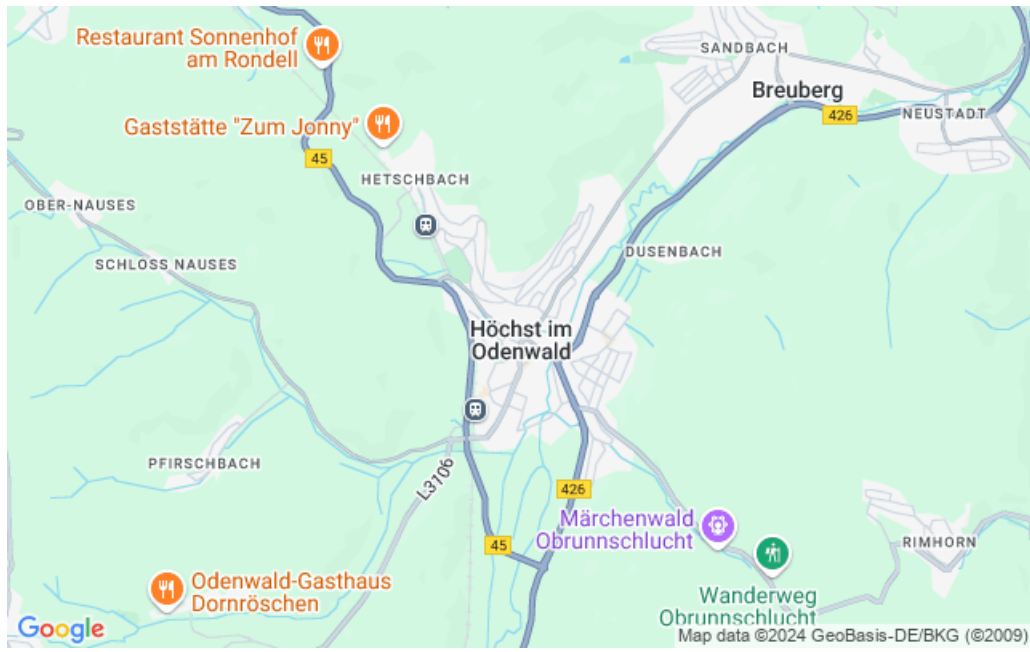 Restaurant Sonnenhof
am Rondell
SANDBACH
Breuberg
426
NEUSTADT
Gaststätte "Zum Jonny"
45
HETSCHBACH
OBER-NAUSES
SCHLOSS NAUSES
DUSENBACH
Höchst im
Odenwald
PFIRSCHBACH
L3106
426
Märchenwald
Obrunnschlucht
45
RIMHORN
Odenwald-Gasthaus
Dornröschen
Wanderweg
Obrunnschlucht
Google
Map data ©2024 GeoBasis-DE/BKG (©2009)